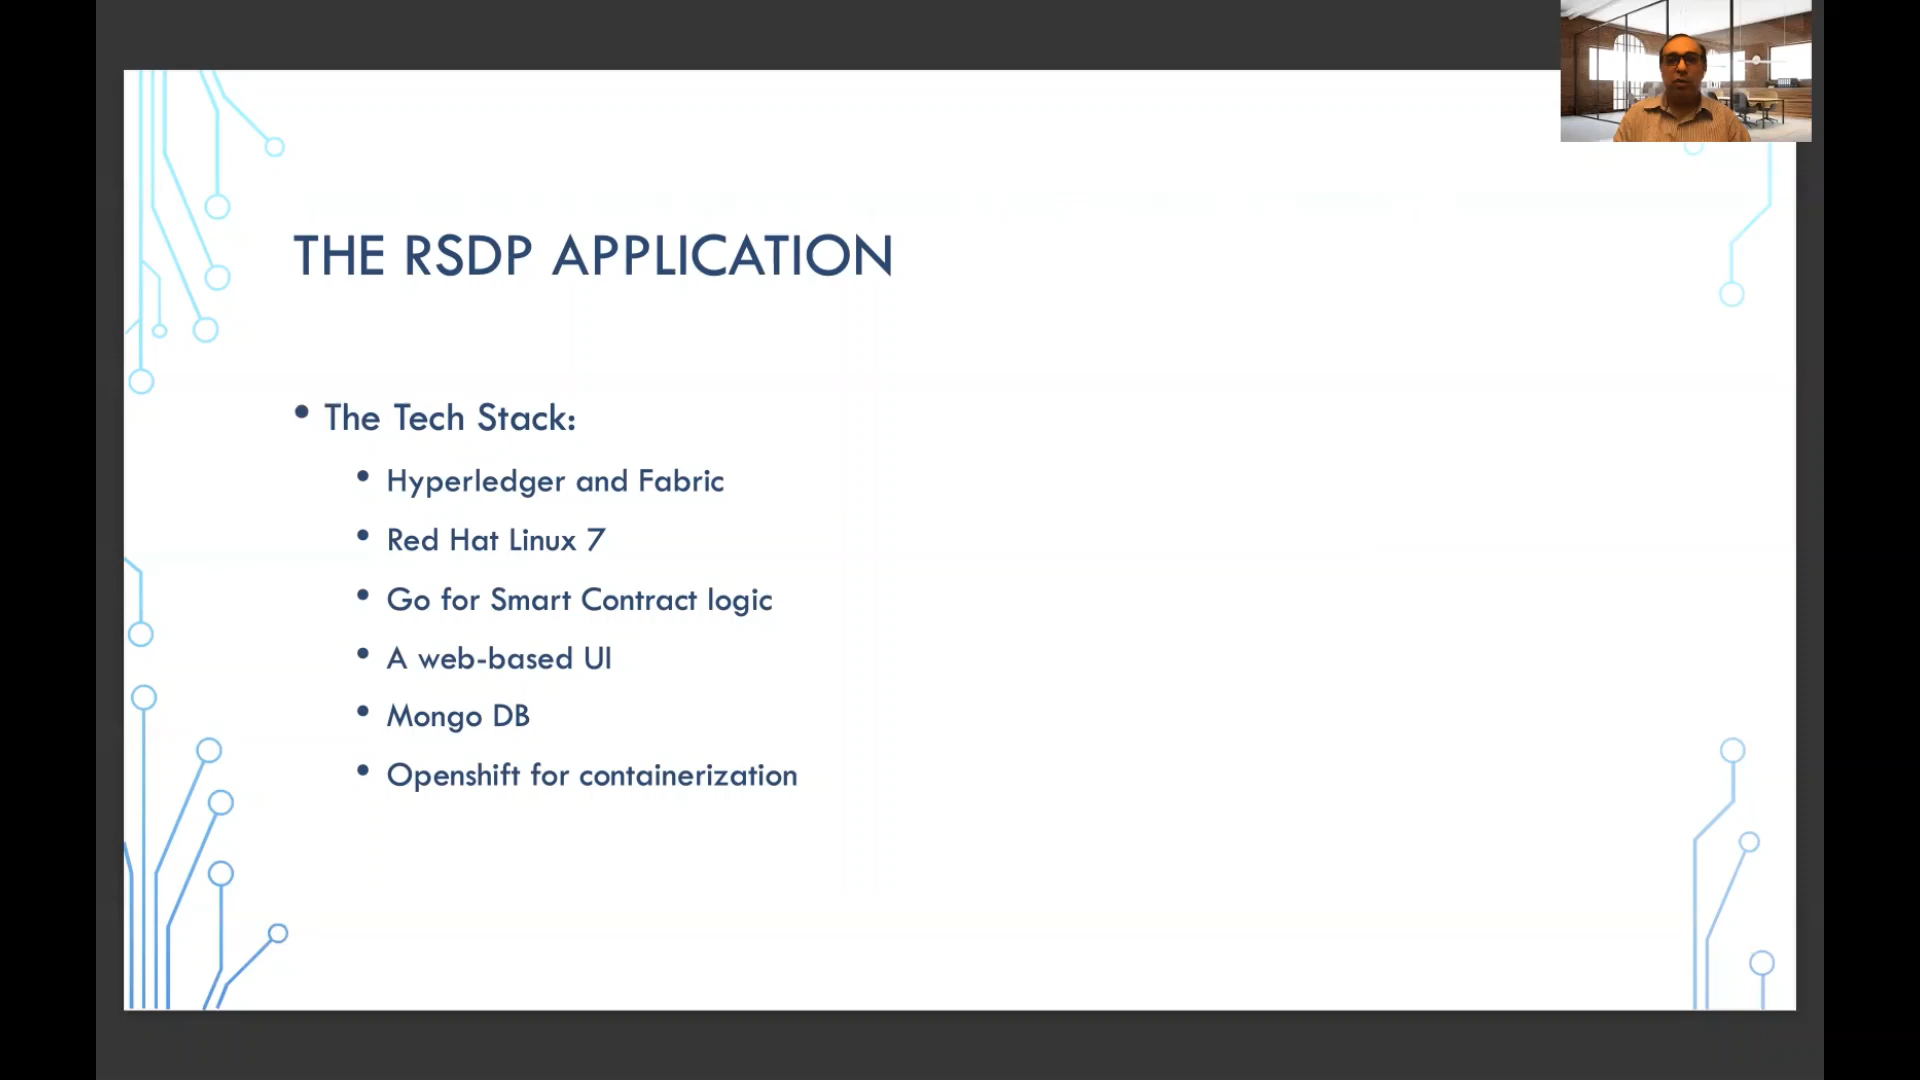 THE RSDP APPLICATION
• The Tech Stack:
• Hyperledger and Fabric
• Red Hat Linux 7
• Go for Smart Contract logic
• A web-based UI
• Mongo DB
• Openshift for containerization